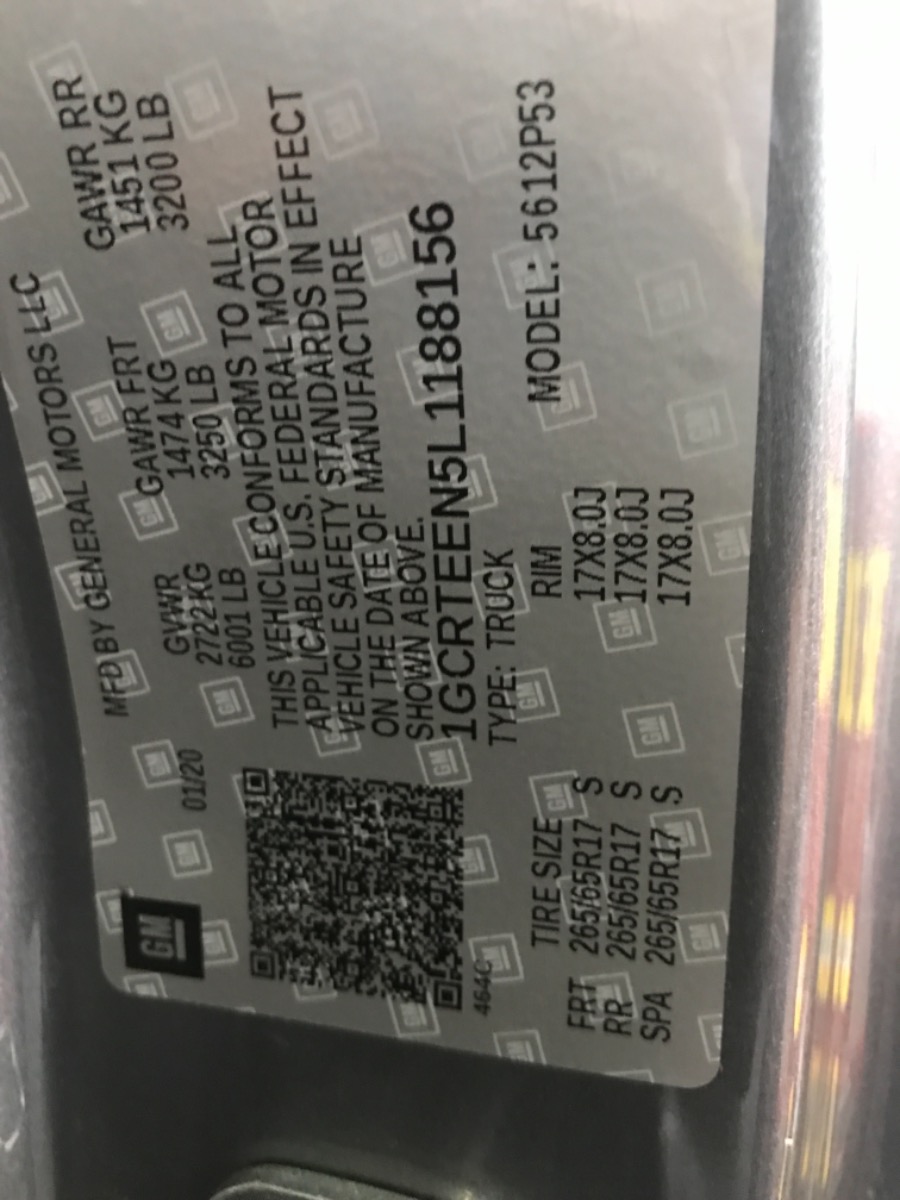 GM
MFD BY GENERAL MOTORS LLC
01/20
GVWR GAWR FRT GAWR RR
2722 KG 1474 KG 1451 KG
6001 LB 3250 LB 3200 LB
THIS VEHICLE CONFORMS TO ALL
APPLICABLE U.S. FEDERAL MOTOR
VEHICLE SAFETY STANDARDS IN EFFECT
ON THE DATE OF MANUFACTURE
SHOWN ABOVE.
1GCRTEEN5L1188156
464C
TYPE: TRUCK
MODEL: 5612P53
TIRE SIZE RIM
FRT 265/65R17 S 17X8.0J
RR 265/65R17 S 17X8.0J
SPA 265/65R17 S 17X8.0J